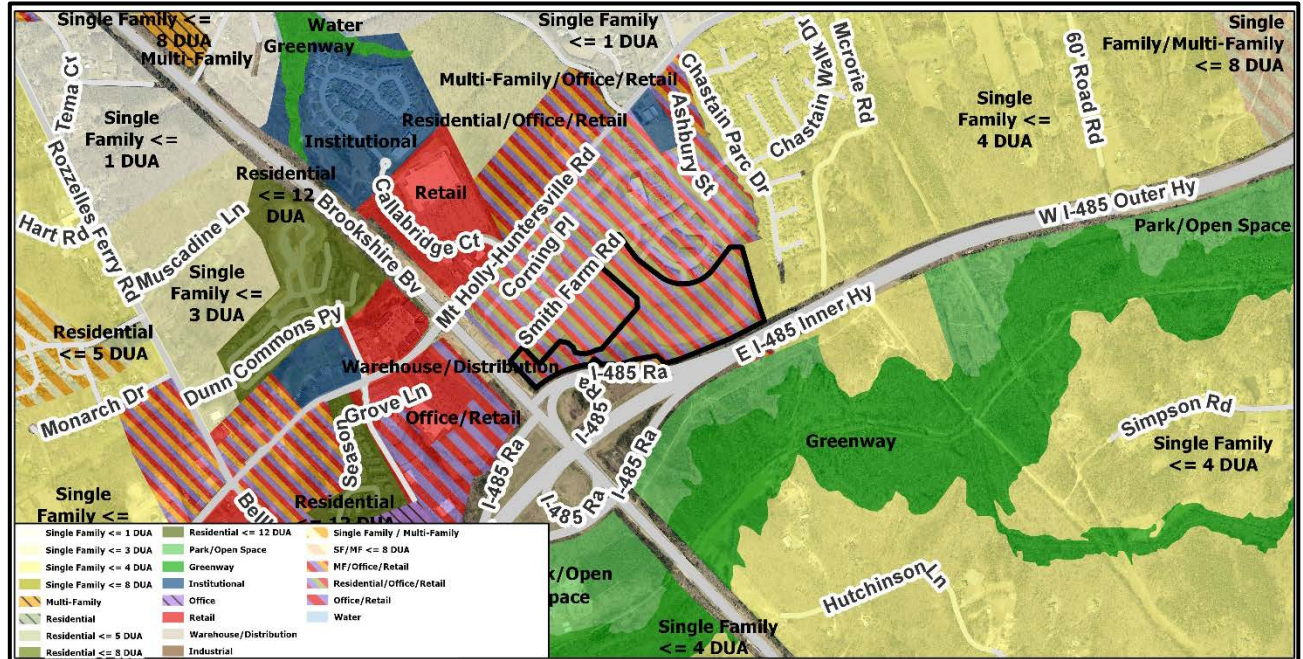 Single Family <=
8 DUA
Multi-Family
Water
Greenway
Single Family
<= 1 DUA
Single
Family/Multi-Family
<= 8 DUA
Tema Cr
Rozzelles Ferry Rd
Single
Family <=
1 DUA
Institutional
Multi-Family/Office/Retail
Residential/Office/Retail
Chastain Parc Dr
Ashbury St
Chastain Walk Dr
Mcrorie Rd
60' Road Rd
Single
Family <=
4 DUA
Hart Rd
Muscadine Ln
Residential
<= 12
DUA
Brookshire Bv
Callabridge Ct
Retail
Mt Holly-Huntersville Rd
Corning Pl
Smith Farm Rd
W I-485 Outer Hy
Park/Open Space
Single
Family <=
3 DUA
Residential
<= 5 DUA
Monarch Dr
Dunn Commons Py
Warehouse/Distribution
I-485 Ra
E I-485 Inner Hy
Season
Grove Ln
Office/Retail
I-485 Ra
I-485 Ra
I-485 Ra
Greenway
Simpson Rd
Single Family
<= 4 DUA
Single
Family <=
Residential
Hutchinson Ln
Single Family
<= 4 DUA
Single Family <= 1 DUA
Single Family <= 3 DUA
Single Family <= 4 DUA
Single Family <= 8 DUA
Multi-Family
Residential
Residential <= 5 DUA
Residential <= 8 DUA
Residential <= 12 DUA
Park/Open Space
Greenway
Institutional
Office
Retail
Warehouse/Distribution
Industrial
Single Family / Multi-Family
SF/MF <= 8 DUA
MF/Office/Retail
Residential/Office/Retail
Office/Retail
Water